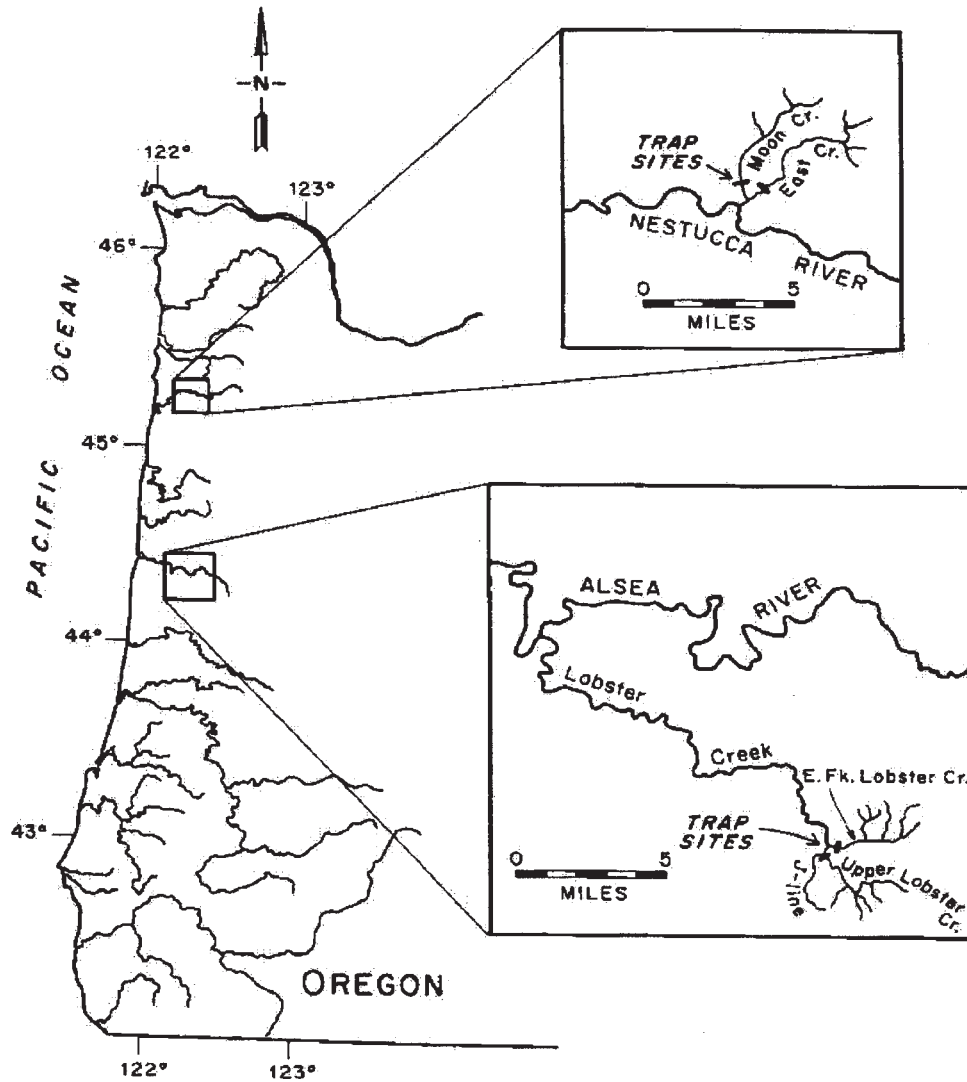 -N-
122°
123°
46°
45°
44°
43°
122°
123°
PACIFIC OCEAN
OREGON
TRAP
SITES
Moon Cr.
East Cr.
NESTUCCA RIVER
0 5
MILES
ALSEA RIVER
Lobster Creek
E. Fk. Lobster Cr.
TRAP
SITES
Upper Lobster
Cr.
J-line
0 5
MILES